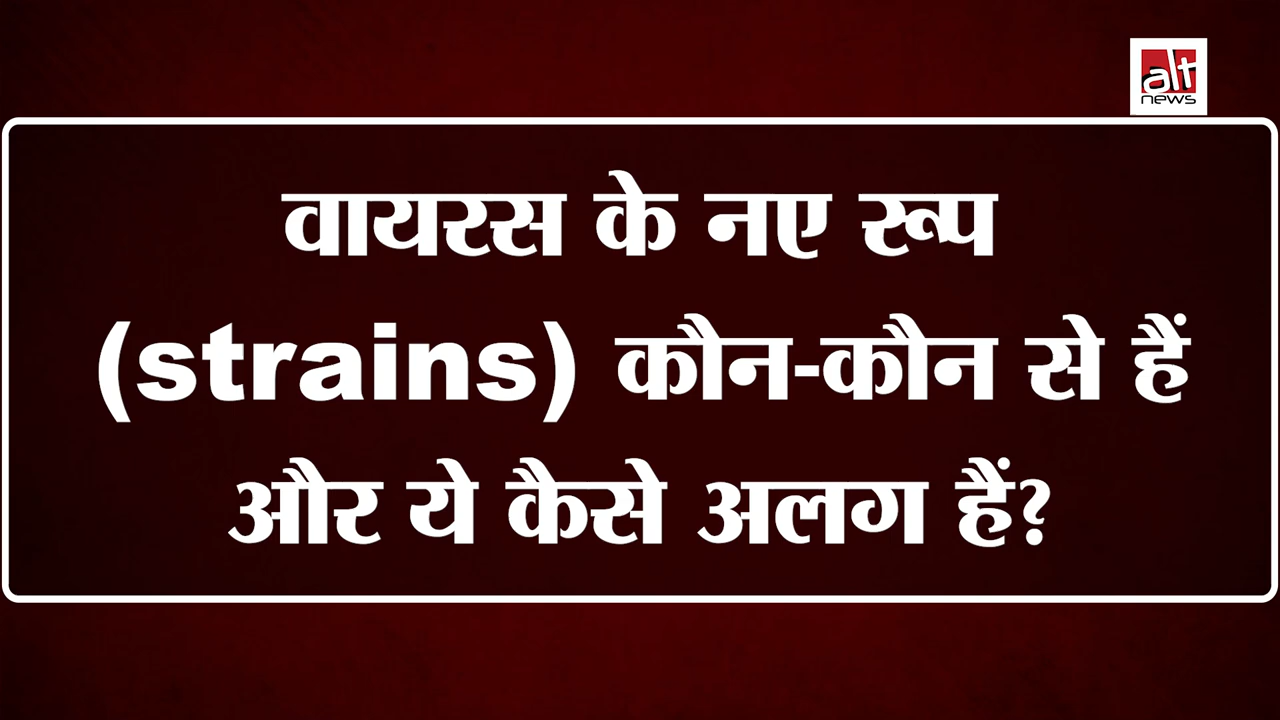 alt
news
वायरस के नए रूप
(strains) कौन-कौन से हैं
और ये कैसे अलग हैं?